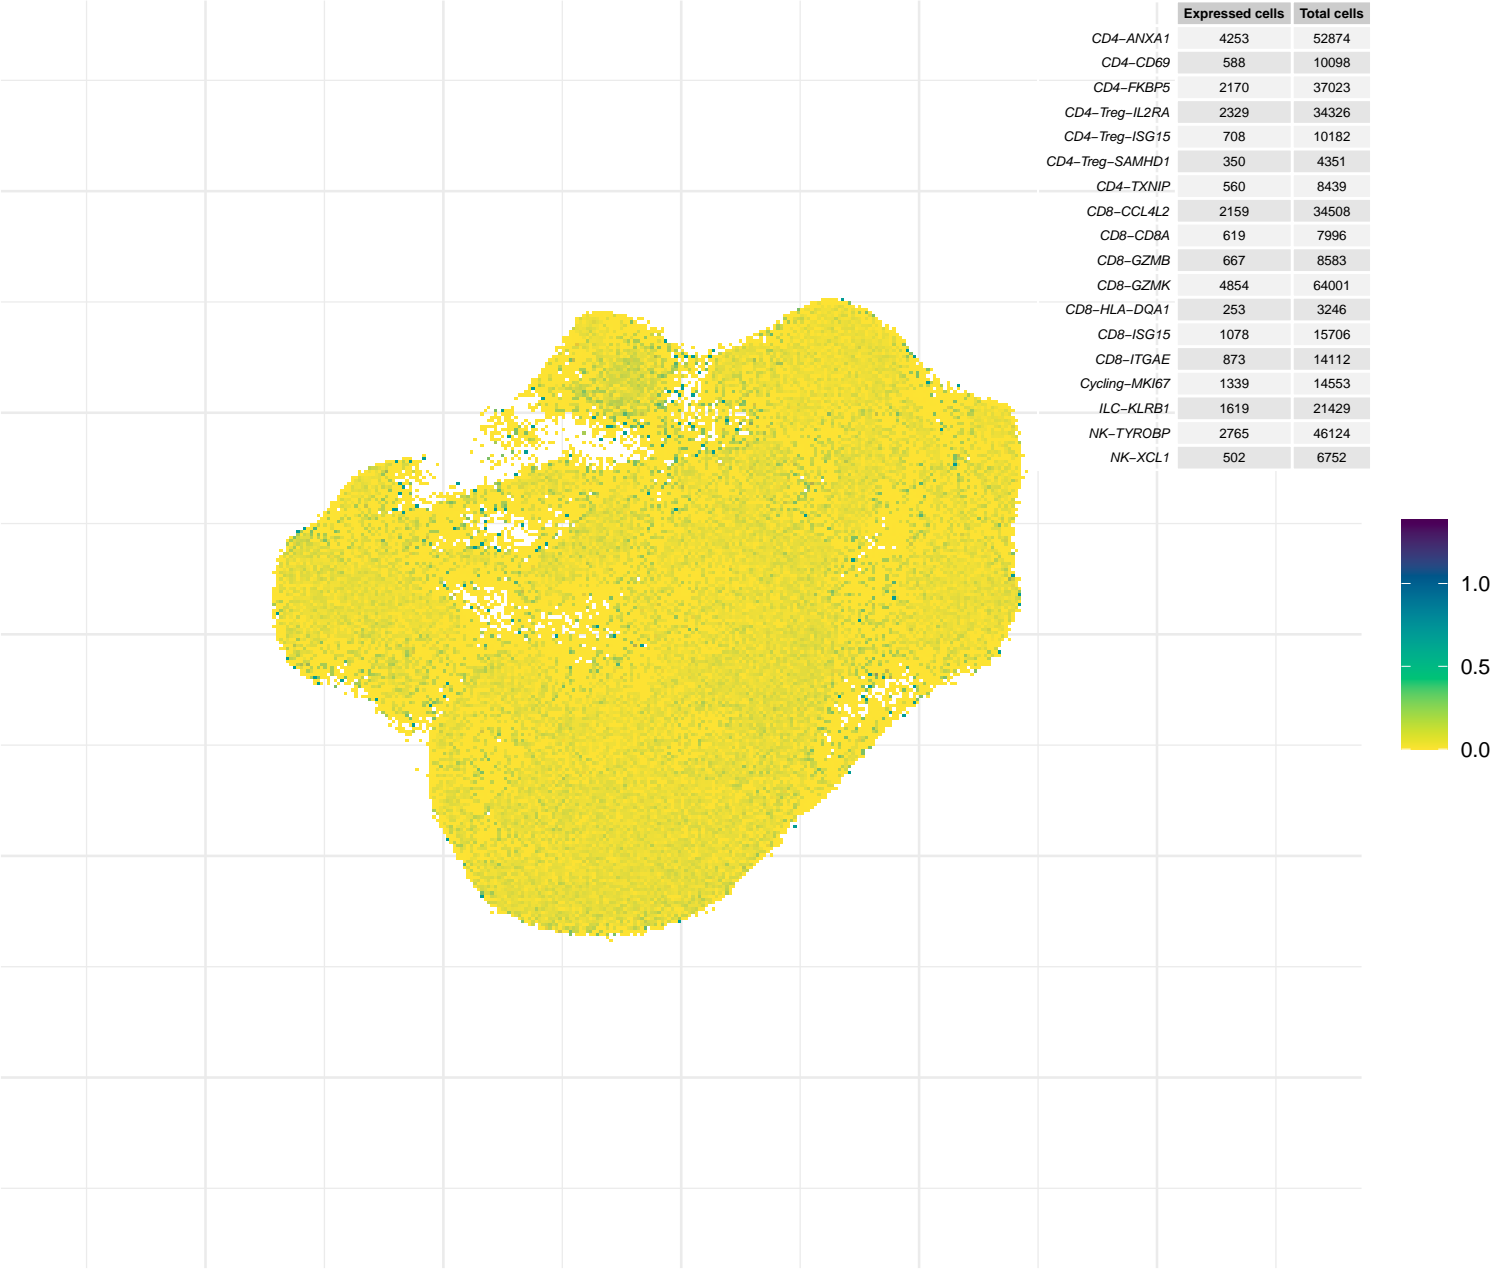 Expressed cells Total cells
CD4−ANXA1 4253 52874
CD4−CD69 588 10098
CD4−FKBP5 2170 37023
CD4−Treg−IL2RA 2329 34326
CD4−Treg−ISG15 708 10182
CD4−Treg−SAMHD1 350 4351
CD4−TXNIP 560 8439
CD8−CCL4L2 2159 34508
CD8−CD8A 619 7996
CD8−GZMB 667 8583
CD8−GZMK 4854 64001
CD8−HLA−DQA1 253 3246
CD8−ISG15 1078 15706
CD8−ITGAE 873 14112
Cycling−MKI67 1339 14553
ILC−KLRB1 1619 21429
NK−TYROBP 2765 46124
NK−XCL1 502 6752
1.0
0.5
0.0